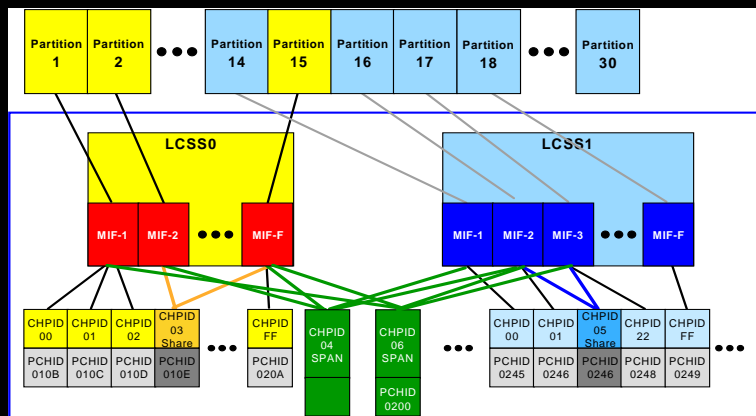 Partition
1
Partition
2
Partition
14
Partition
15
Partition
16
Partition
17
Partition
18
Partition
30
LCSS0
LCSS1
MIF-1
MIF-2
MIF-F
MIF-1
MIF-2
MIF-3
MIF-F
CHPID
00
CHPID
01
CHPID
02
CHPID
03
Share
CHPID
FF
CHPID
04
SPAN
CHPID
06
SPAN
CHPID
00
CHPID
01
CHPID
05
Share
CHPID
22
CHPID
FF
PCHID
010B
PCHID
010C
PCHID
010D
PCHID
010E
PCHID
020A
PCHID
0200
PCHID
0245
PCHID
0246
PCHID
0246
PCHID
0248
PCHID
0249